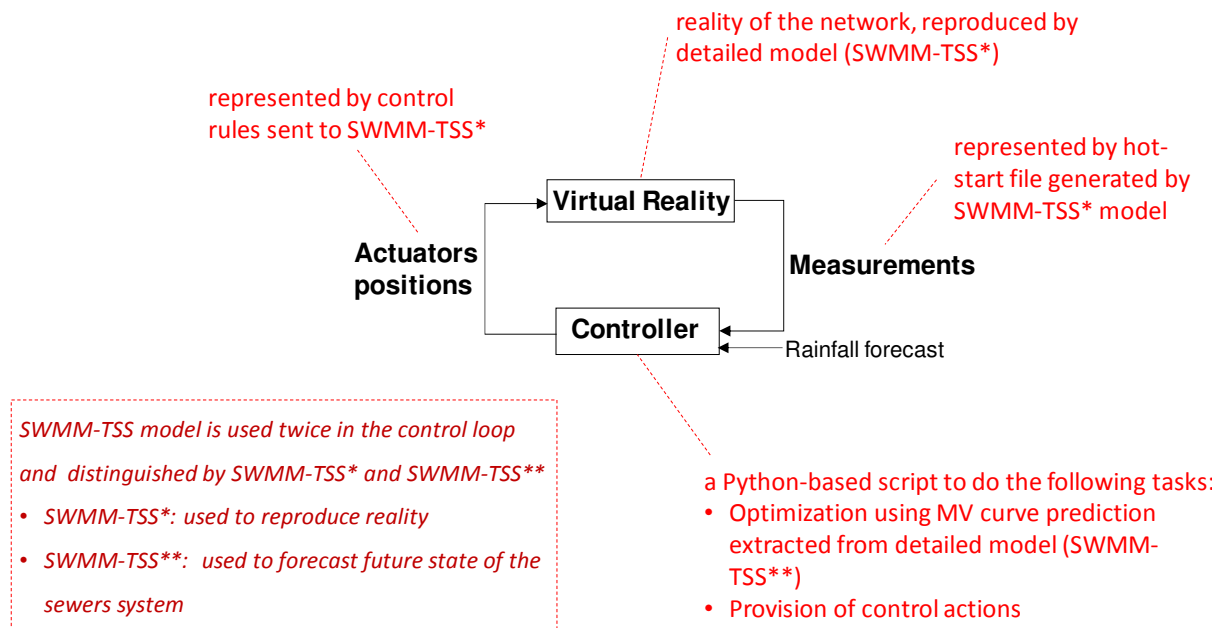 reality of the network, reproduced by
detailed model (SWMM-TSS*)
represented by control
rules sent to SWMM-TSS*
represented by hot-
start file generated by
SWMM-TSS* model
Virtual Reality
Actuators
positions
Measurements
Controller
Rainfall forecast
SWMM-TSS model is used twice in the control loop
and distinguished by SWMM-TSS* and SWMM-TSS**
• SWMM-TSS*: used to reproduce reality
• SWMM-TSS**: used to forecast future state of the
sewers system
a Python-based script to do the following tasks:
• Optimization using MV curve prediction
extracted from detailed model (SWMM-
TSS**)
• Provision of control actions